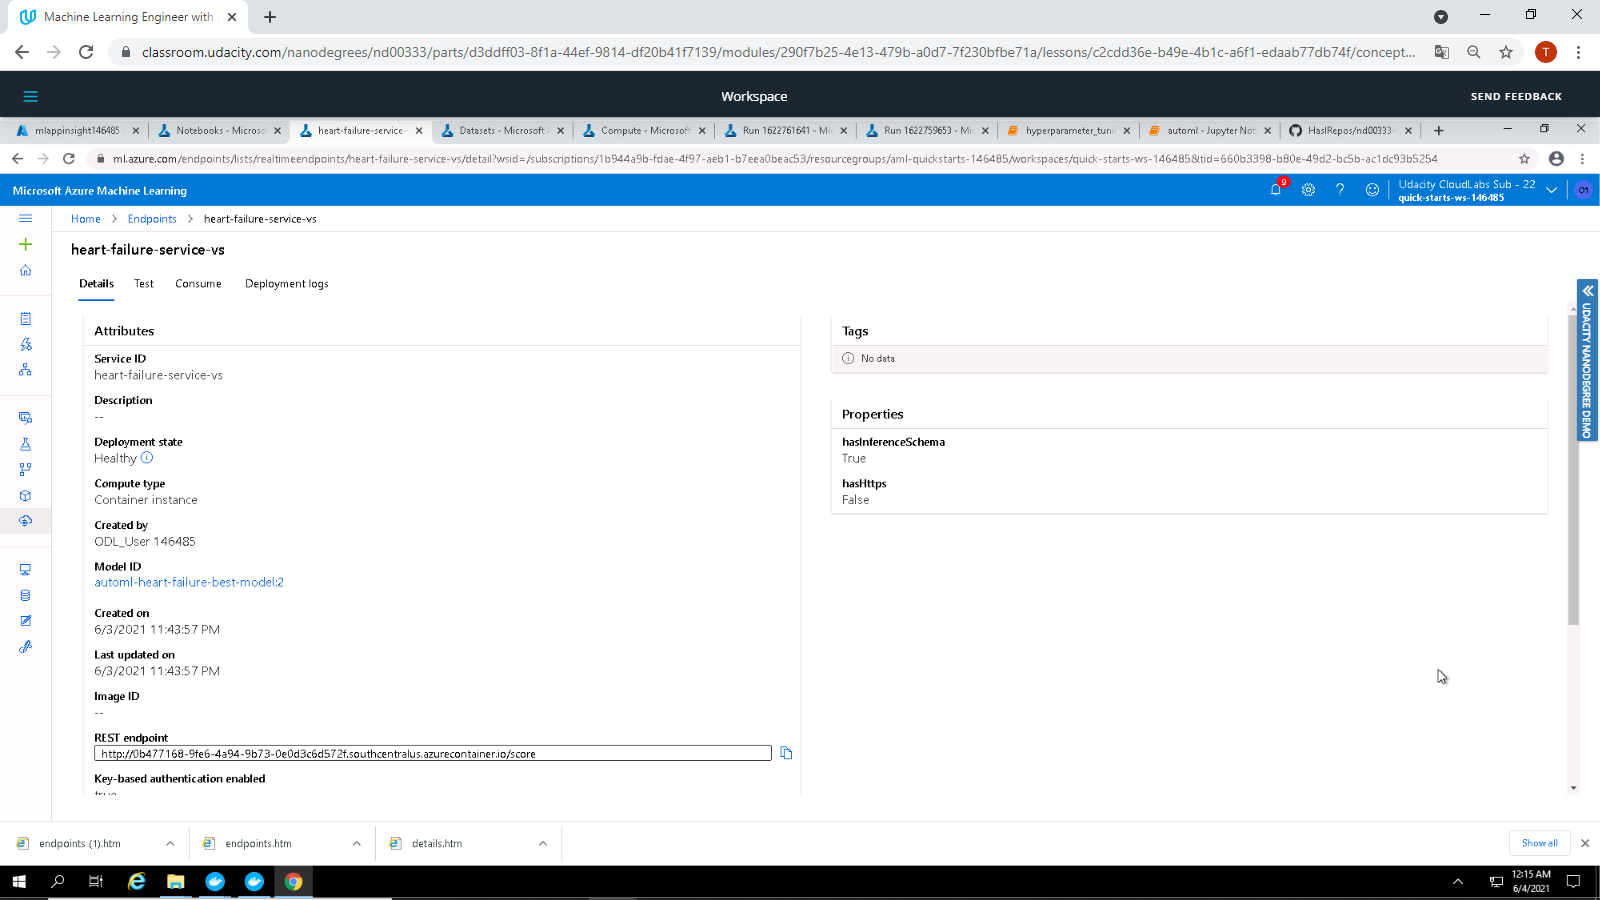 Machine Learning Engineer with
classroom.udacity.com/nanodegrees/nd00333/parts/d3ddff03-8f1a-44ef-9814-df20b41f7139/modules/290f7b25-4e13-479b-a0d7-7f230bfbe71a/lessons/c2cdd36e-b49e-4b1c-a6f1-edaab77db74f/concept...
T
Workspace
SEND FEEDBACK
mlappinsight146485 -
Notebooks - Microso
heart-failure-service-
Datasets - Microsoft A
Compute - Microsoft
Run 1622761641 - Mi
Run 1622759653 - Mi
hyperparameter_tunin
automl - Jupyter Not
HaslRepos/nd00333-
ml.azure.com/endpoints/lists/realtimeendpoints/heart-failure-service-vs/detail?wsid=/subscriptions/1b944a9b-fdae-4f97-aeb1-b7eea0beac53/resourcegroups/aml-quickstarts-146485/workspaces/quick-starts-ws-146485&tid=660b3398-b80e-49d2-bc5b-ac1dc93b5254
Microsoft Azure Machine Learning
9
?
Udacity CloudLabs Sub - 22
quick-starts-ws-146485
O1
Home > Endpoints > heart-failure-service-vs
heart-failure-service-vs
Details Test Consume Deployment logs
Attributes
Service ID
heart-failure-service-vs
Description
--
Deployment state
Healthy
Compute type
Container instance
Created by
ODL_User 146485
Model ID
automl-heart-failure-best-model:2
Created on
6/3/2021 11:43:57 PM
Last updated on
6/3/2021 11:43:57 PM
Image ID
--
REST endpoint
http://0b477168-9fe6-4a94-9b73-0e0d3c6d572f.southcentralus.azurecontainer.io/score
Key-based authentication enabled
true
Tags
No data
Properties
hasInferenceSchema
True
hasHttps
False
UDACITY NANODEGREE DEMO
endpoints (1).htm
endpoints.htm
details.htm
Show all
12:15 AM
6/4/2021